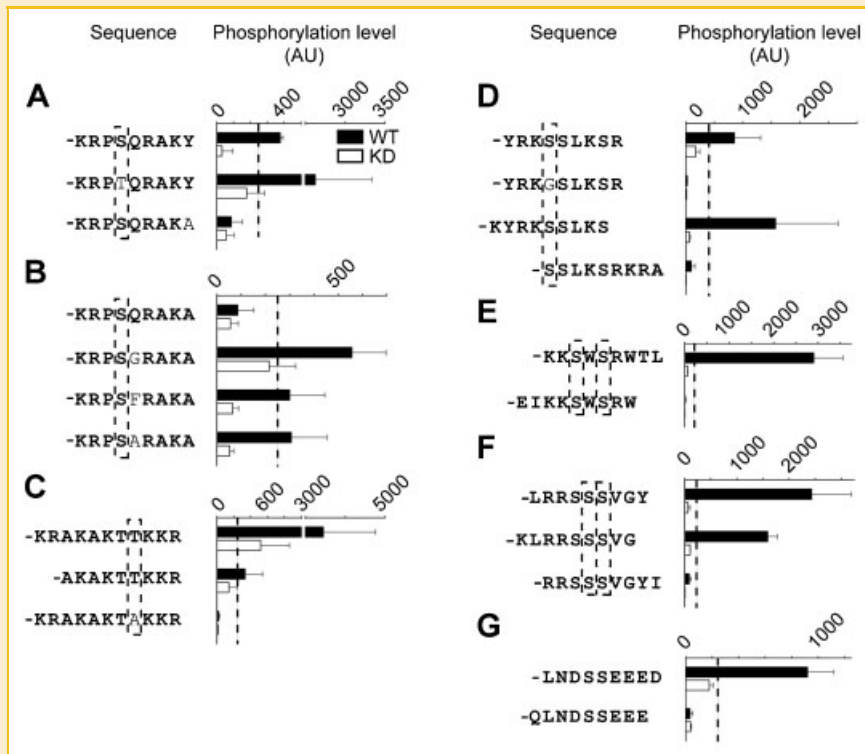 Sequence Phosphorylation level
(AU)
A
0 400 3000 3500
-KRPSQRAKY
WT
KD
-KRPTQRAKY
-KRPSQRAKA
B
0 500
-KRPSQRAKA
-KRPSGRAKA
-KRPSFRAKA
-KRPSARAKA
C
0 600 3000 5000
-KRAKAKTTKKR
-AKAKTTKKR
-KRAKAKTAKKR
Sequence Phosphorylation level
(AU)
D
0 1000 2000
-YRKSSLKSR
-YRKGSLKSR
-KYRKSSLKS
-SSLKSRKRA
E
0 1000 2000 3000
-KKSWSRWTL
-EIKKSWSRW
F
0 1000 2000
-LRRSSSVGY
-KLRRSSSVG
-RRSSSVGYI
G
0 1000
-LNDSSEEED
-QLNDSSEEE